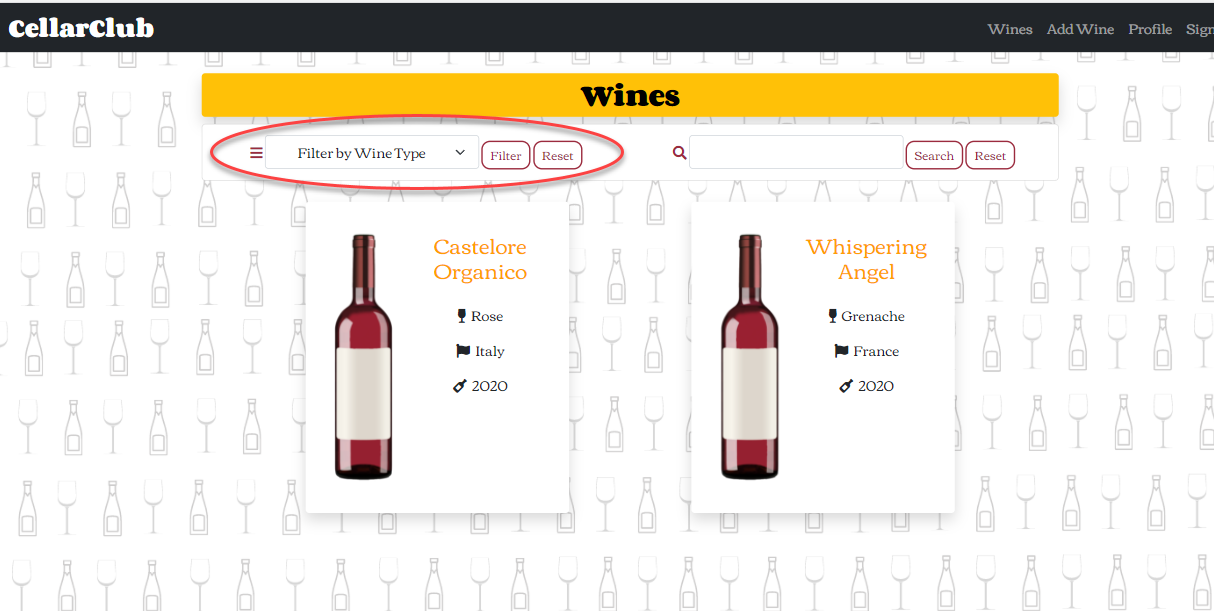 CellarClub
Wines Add Wine Profile Sign
Wines
Filter by Wine Type Filter Reset Search Reset
Castelore
Organico
Rose
Italy
2020
Whispering
Angel
Grenache
France
2020